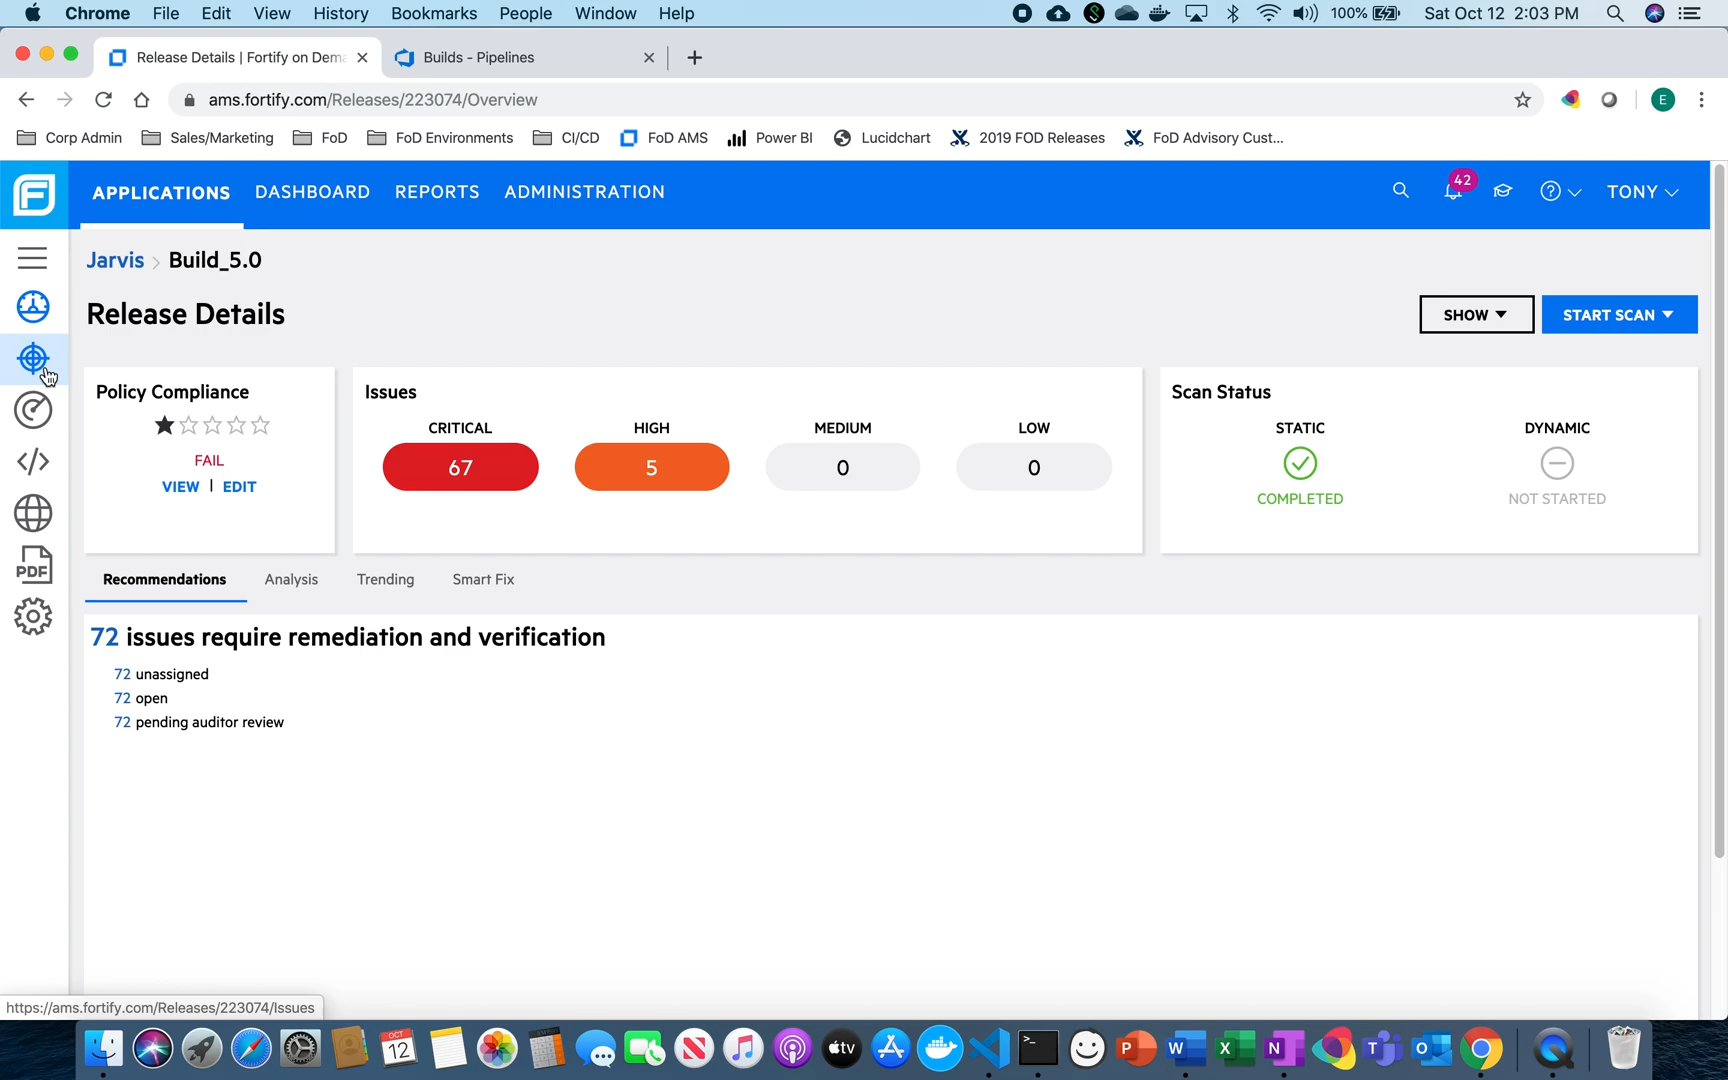 Chrome File Edit View History Bookmarks People Window Help 100% Sat Oct 12 2:03 PM
Release Details | Fortify on Dema Builds - Pipelines
ams.fortify.com/Releases/223074/Overview E
Corp Admin Sales/Marketing FoD FoD Environments CI/CD FoD AMS Power BI Lucidchart 2019 FOD Releases FoD Advisory Cust...
APPLICATIONS DASHBOARD REPORTS ADMINISTRATION 42 TONY
Jarvis > Build_5.0
Release Details
SHOW START SCAN
Policy Compliance
FAIL
VIEW | EDIT
Issues
CRITICAL HIGH MEDIUM LOW
67 5 0 0
Scan Status
STATIC DYNAMIC
COMPLETED NOT STARTED
PDF
Recommendations Analysis Trending Smart Fix
72 issues require remediation and verification
72 unassigned
72 open
72 pending auditor review
https://ams.fortify.com/Releases/223074/Issues
OCT
12
tv
P W X N T O